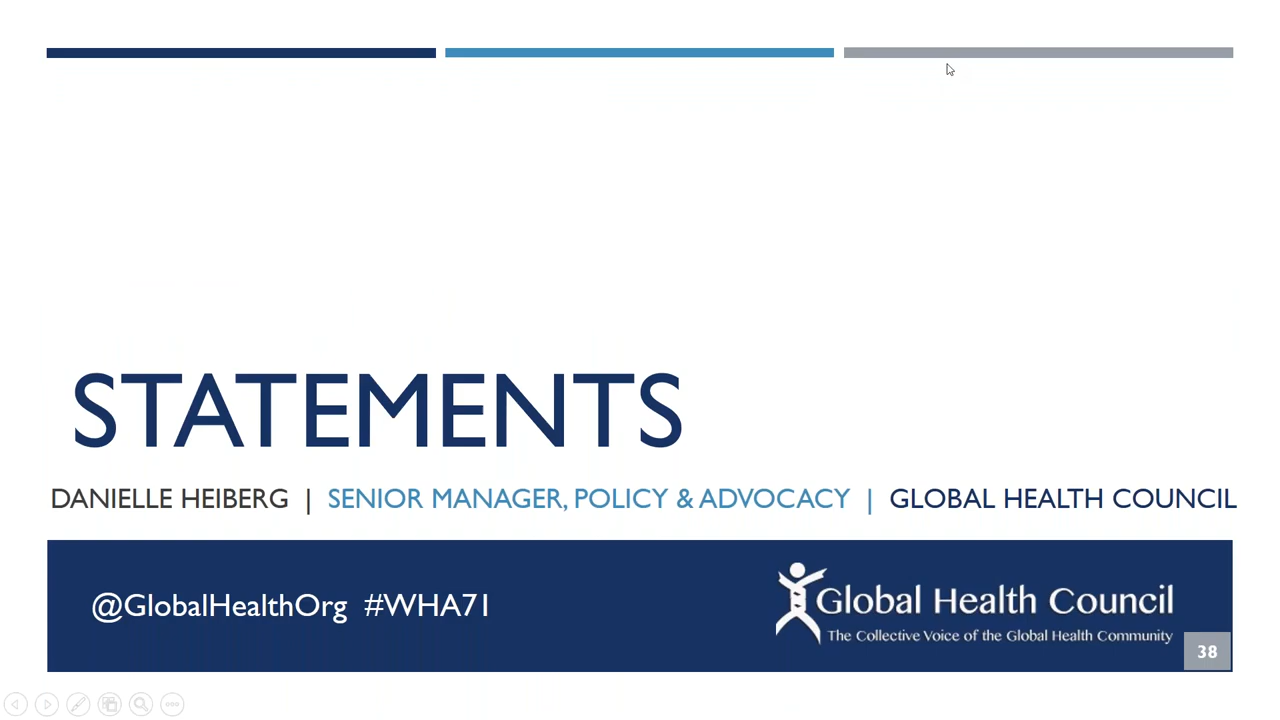 STATEMENTS
DANIELLE HEIBERG | SENIOR MANAGER, POLICY & ADVOCACY | GLOBAL HEALTH COUNCIL
@GlobalHealthOrg #WHA71
Global Health Council
The Collective Voice of the Global Health Community
38